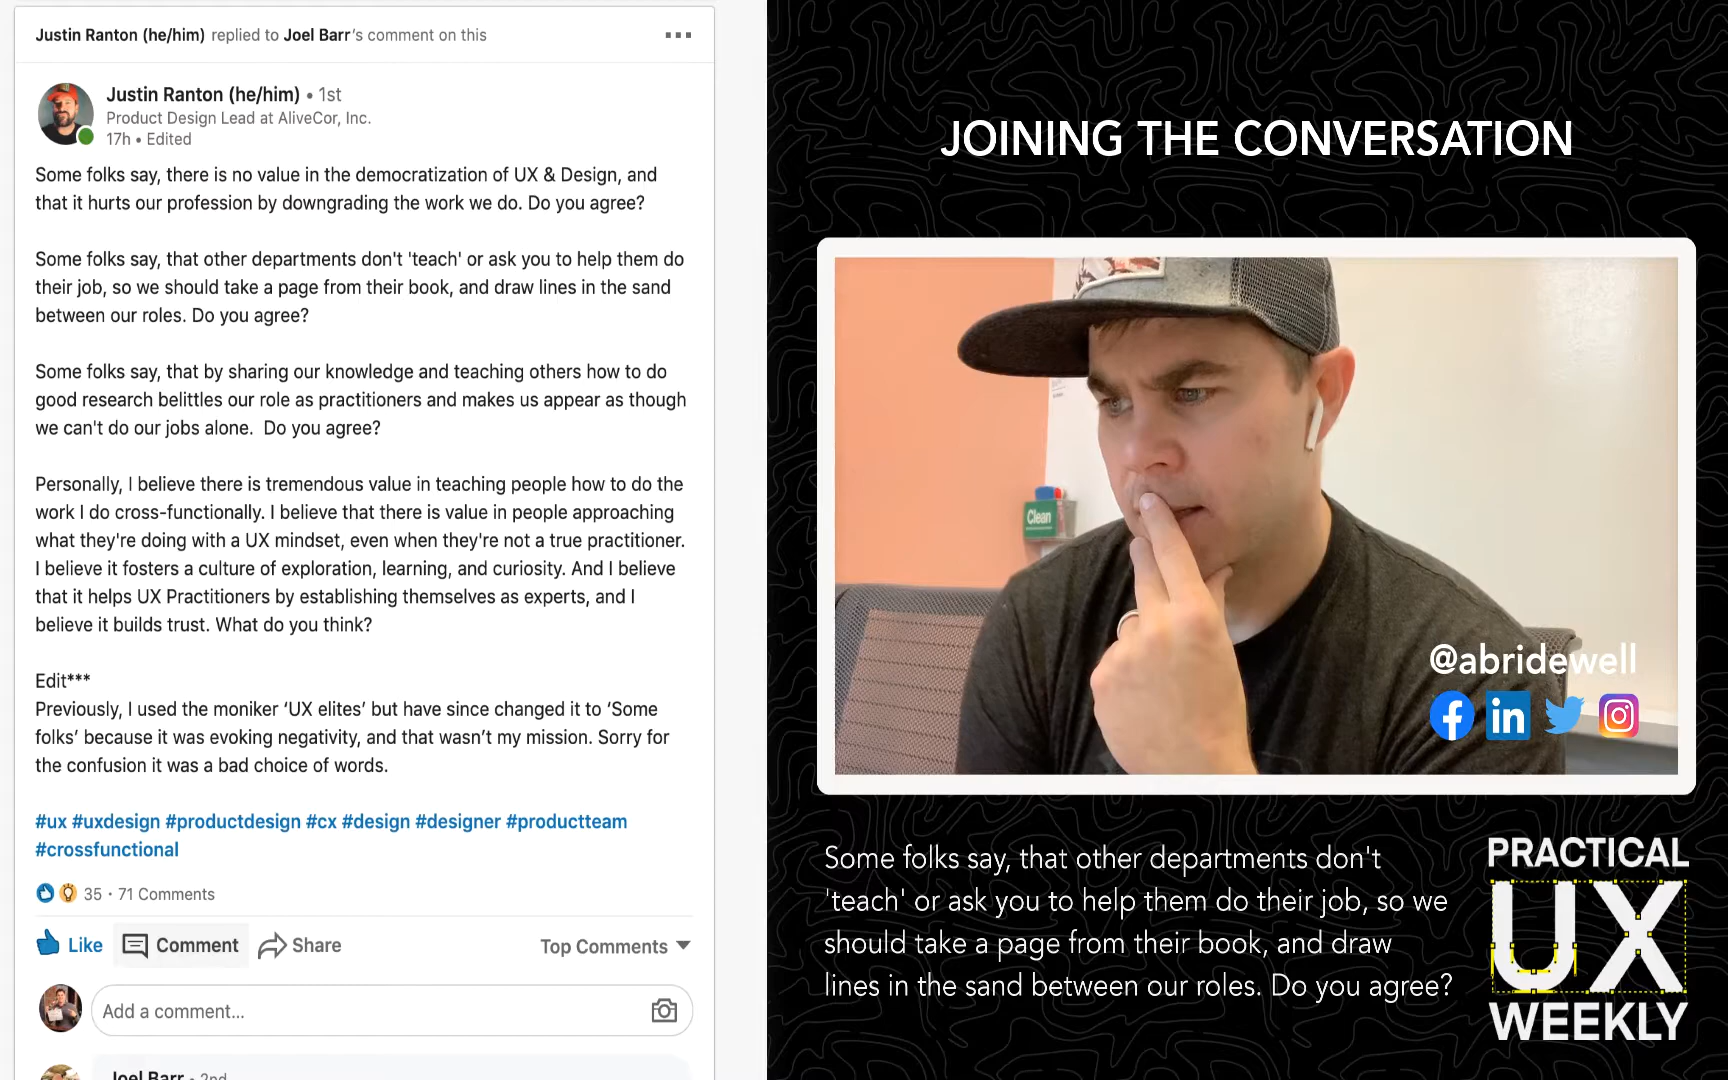 Justin Ranton (he/him) replied to Joel Barr's comment on this
Justin Ranton (he/him) • 1st
Product Design Lead at AliveCor, Inc.
17h • Edited
Some folks say, there is no value in the democratization of UX & Design, and
that it hurts our profession by downgrading the work we do. Do you agree?
Some folks say, that other departments don't 'teach' or ask you to help them do
their job, so we should take a page from their book, and draw lines in the sand
between our roles. Do you agree?
Some folks say, that by sharing our knowledge and teaching others how to do
good research belittles our role as practitioners and makes us appear as though
we can't do our jobs alone.  Do you agree?
Personally, I believe there is tremendous value in teaching people how to do the
work I do cross-functionally. I believe that there is value in people approaching
what they're doing with a UX mindset, even when they're not a true practitioner.
I believe it fosters a culture of exploration, learning, and curiosity. And I believe
that it helps UX Practitioners by establishing themselves as experts, and I
believe it builds trust. What do you think?
Edit***
Previously, I used the moniker ‘UX elites’ but have since changed it to ‘Some
folks’ because it was evoking negativity, and that wasn’t my mission. Sorry for
the confusion it was a bad choice of words.
#ux #uxdesign #productdesign #cx #design #designer #productteam
#crossfunctional
35 · 71 Comments
Like Comment Share Top Comments
Add a comment...
Joel Barr • 2nd
JOINING THE CONVERSATION
Clean
@abridewell
Some folks say, that other departments don't
'teach' or ask you to help them do their job, so we
should take a page from their book, and draw
lines in the sand between our roles. Do you agree?
PRACTICAL
UX
WEEKLY